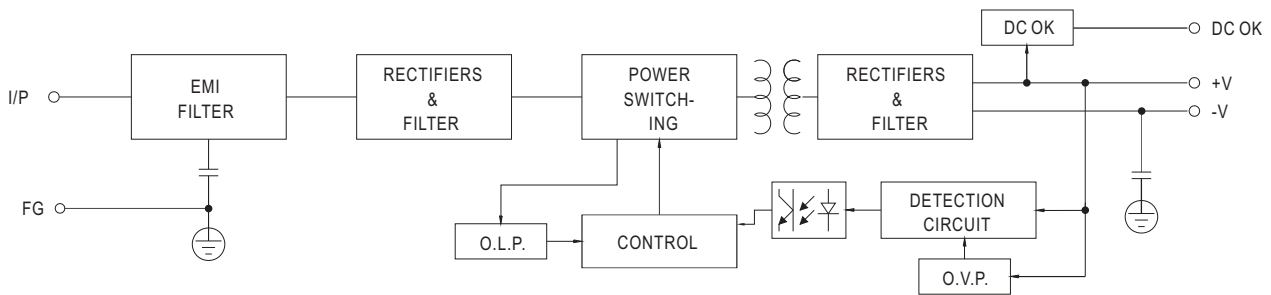 DC OK
DC OK
I/P
EMI
FILTER
RECTIFIERS
&
FILTER
POWER
SWITCH-
ING
RECTIFIERS
&
FILTER
+V
-V
FG
O.L.P.
CONTROL
DETECTION
CIRCUIT
O.V.P.